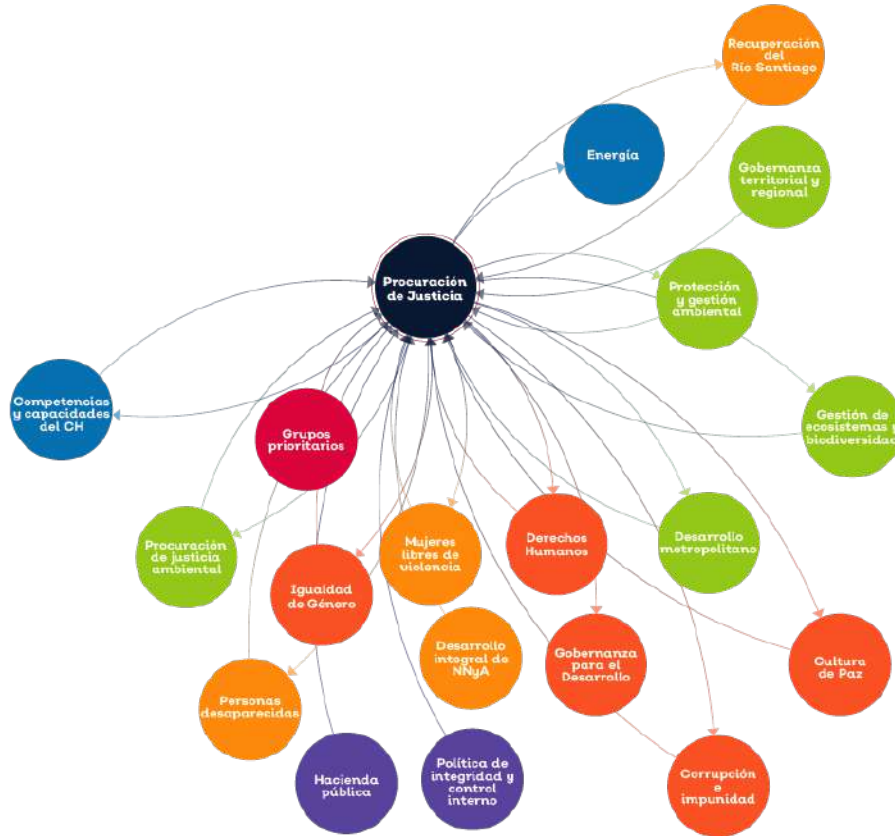 Recuperación
del
Río Santiago
Energía
Gobernanza
territorial y
regional
Procuración
de Justicia
Protección
y gestión
ambiental
Competencias
y capacidades
del CH
Gestión de
ecosistemas y
biodiversidad
Grupos
prioritarios
Procuración
de justicia
ambiental
Mujeres
libres de
violencia
Derechos
Humanos
Desarrollo
metropolitano
Igualdad
de Género
Desarrollo
integral de
NNyA
Gobernanza
para el
Desarrollo
Cultura
de Paz
Personas
desaparecidas
Hacienda
pública
Política de
integridad y
control
interno
Corrupción
e
impunidad